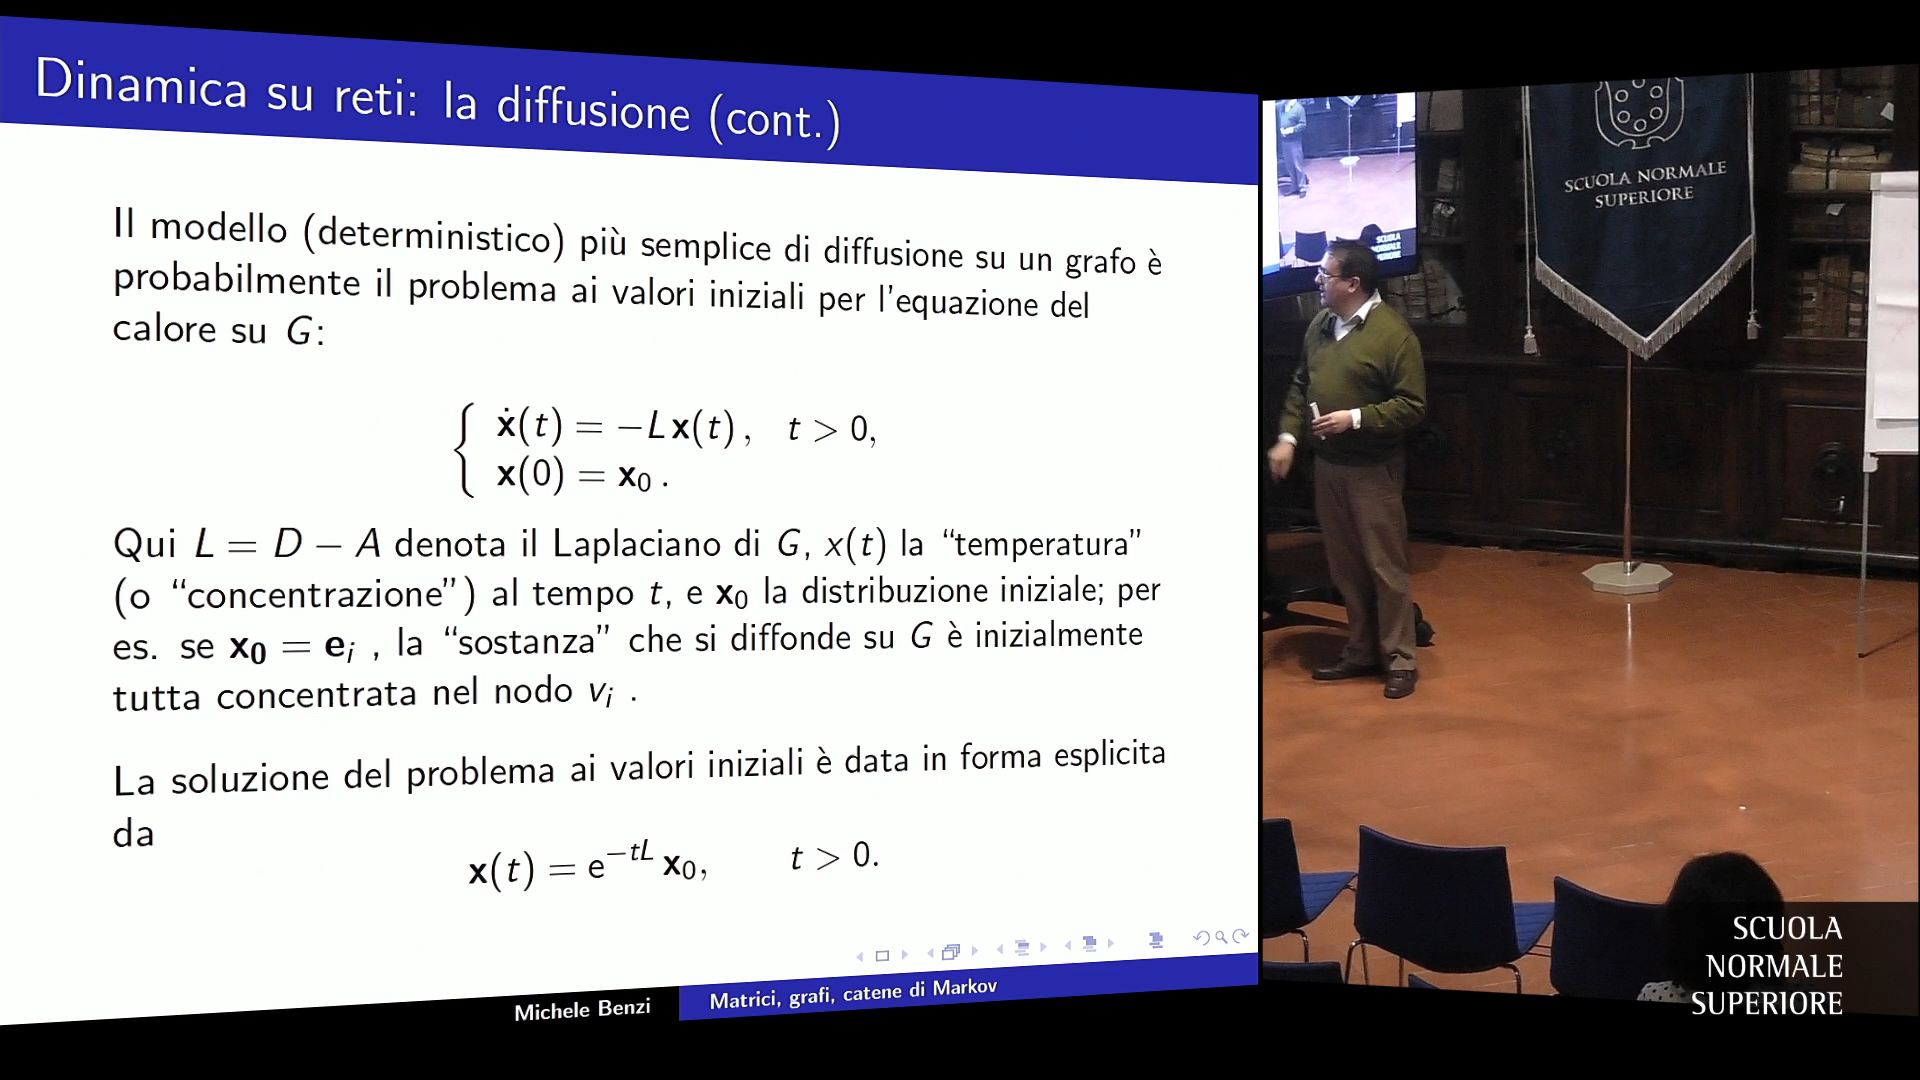 Dinamica su reti: la diffusione (cont.)
Il modello (deterministico) più semplice di diffusione su un grafo è
probabilmente il problema ai valori iniziali per l'equazione del
calore su G:
ẋ(t) = −Lx(t), t > 0,
x(0) = x₀.
Qui L = D − A denota il Laplaciano di G, x(t) la “temperatura”
(o “concentrazione”) al tempo t, e x₀ la distribuzione iniziale; per
es. se x₀ = eᵢ , la “sostanza” che si diffonde su G è inizialmente
tutta concentrata nel nodo vᵢ .
La soluzione del problema ai valori iniziali è data in forma esplicita
da
x(t) = e^{−tL} x₀, t > 0.
Michele Benzi
Matrici, grafi, catene di Markov
SCUOLA NORMALE
SUPERIORE
SCUOLA
NORMALE
SUPERIORE
SCUOLA
NORMALE
SUPERIORE